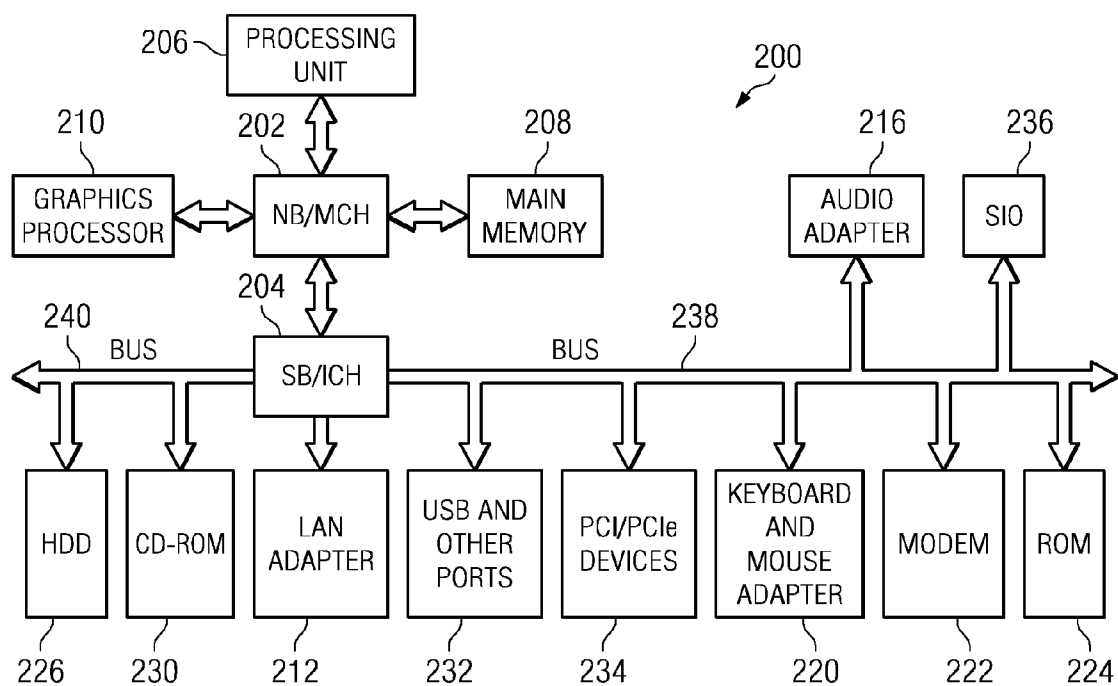 206
PROCESSING
UNIT
200
210
202
208
216
236
GRAPHICS
PROCESSOR
NB/MCH
MAIN
MEMORY
AUDIO
ADAPTER
SIO
204
240
BUS
SB/ICH
BUS
238
HDD
CD-ROM
LAN
ADAPTER
USB AND
OTHER
PORTS
PCI/PCIe
DEVICES
KEYBOARD
AND
MOUSE
ADAPTER
MODEM
ROM
226
230
212
232
234
220
222
224